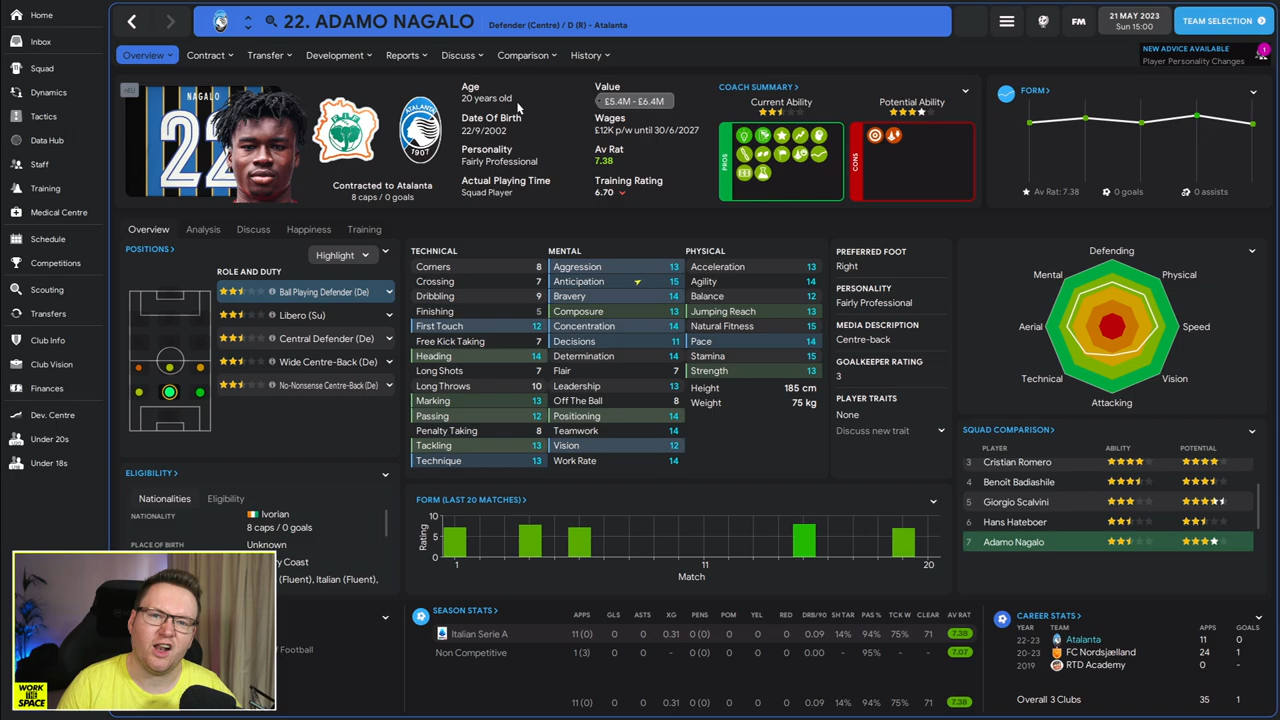 Home
Inbox
Squad
Dynamics
Tactics
Data Hub
Staff
Training
Medical Centre
Schedule
Competitions
Scouting
Transfers
Club Info
Club Vision
Finances
Dev. Centre
Under 20s
Under 18s
22. ADAMO NAGALO
Defender (Centre) / D (R) - Atalanta
FM
21 MAY 2023
Sun 15:00
TEAM SELECTION
Overview
Contract
Transfer
Development
Reports
Discuss
Comparison
History
NEW ADVICE AVAILABLE
Player Personality Changes
1
NAGALO
22
ATALANTA
1907
Contracted to Atalanta
8 caps / 0 goals
Age
20 years old
Date Of Birth
22/9/2002
Personality
Fairly Professional
Actual Playing Time
Squad Player
Value
£5.4M - £6.4M
Wages
£12K p/w until 30/6/2027
Av Rat
7.38
Training Rating
6.70
COACH SUMMARY
Current Ability
Potential Ability
PROS
CONS
FORM
Av Rat: 7.38
0 goals
0 assists
Overview
Analysis
Discuss
Happiness
Training
POSITIONS
Highlight
ROLE AND DUTY
Ball Playing Defender (De)
Libero (Su)
Central Defender (De)
Wide Centre-Back (De)
No-Nonsense Centre-Back (De)
TECHNICAL
Corners 8
Crossing 7
Dribbling 9
Finishing 5
First Touch 12
Free Kick Taking 7
Heading 14
Long Shots 7
Long Throws 10
Marking 13
Passing 12
Penalty Taking 8
Tackling 13
Technique 13
MENTAL
Aggression 13
Anticipation 15
Bravery 14
Composure 13
Concentration 14
Decisions 11
Determination 14
Flair 7
Leadership 13
Off The Ball 8
Positioning 14
Teamwork 14
Vision 12
Work Rate 14
PHYSICAL
Acceleration 13
Agility 14
Balance 12
Jumping Reach 13
Natural Fitness 15
Pace 14
Stamina 15
Strength 13
Height 185 cm
Weight 75 kg
PREFERRED FOOT
Right
PERSONALITY
Fairly Professional
MEDIA DESCRIPTION
Centre-back
GOALKEEPER RATING
3
PLAYER TRAITS
None
Discuss new trait
Defending
Physical
Speed
Vision
Attacking
Technical
Aerial
Mental
SQUAD COMPARISON
PLAYER ABILITY POTENTIAL
3 Cristian Romero
4 Benoît Badiashile
5 Giorgio Scalvini
6 Hans Hateboer
7 Adamo Nagalo
ELIGIBILITY
Nationalities
Eligibility
NATIONALITY
Ivorian
8 caps / 0 goals
PLACE OF BIRTH
Unknown
y Coast
(Fluent), Italian (Fluent),
of Football
FORM (LAST 20 MATCHES)
Rating
10
5
0
1 11 20
Match
SEASON STATS
APPS GLS ASTS XG PENS POM YEL RED DRB/90 SH TAR PAS % TCK W CLEAR AV RAT
Italian Serie A 11(0) 0 0 0.31 0(0) 0 0 0 0.09 14% 94% 75% 71 7.38
Non Competitive 1(3) 0 0 - 0(0) 0 0 0 0.00 - 95% - - 7.07
11(0) 0 0 0.31 0(0) 0 0 0 0.09 14% 94% 75% 71 7.38
CAREER STATS
YEAR TEAM APPS GOALS
22-23 Atalanta 11 0
20-23 FC Nordsjælland 24 1
2019 RTD Academy 0 -
Overall 3 Clubs 35 1
WORK
THE
SPACE